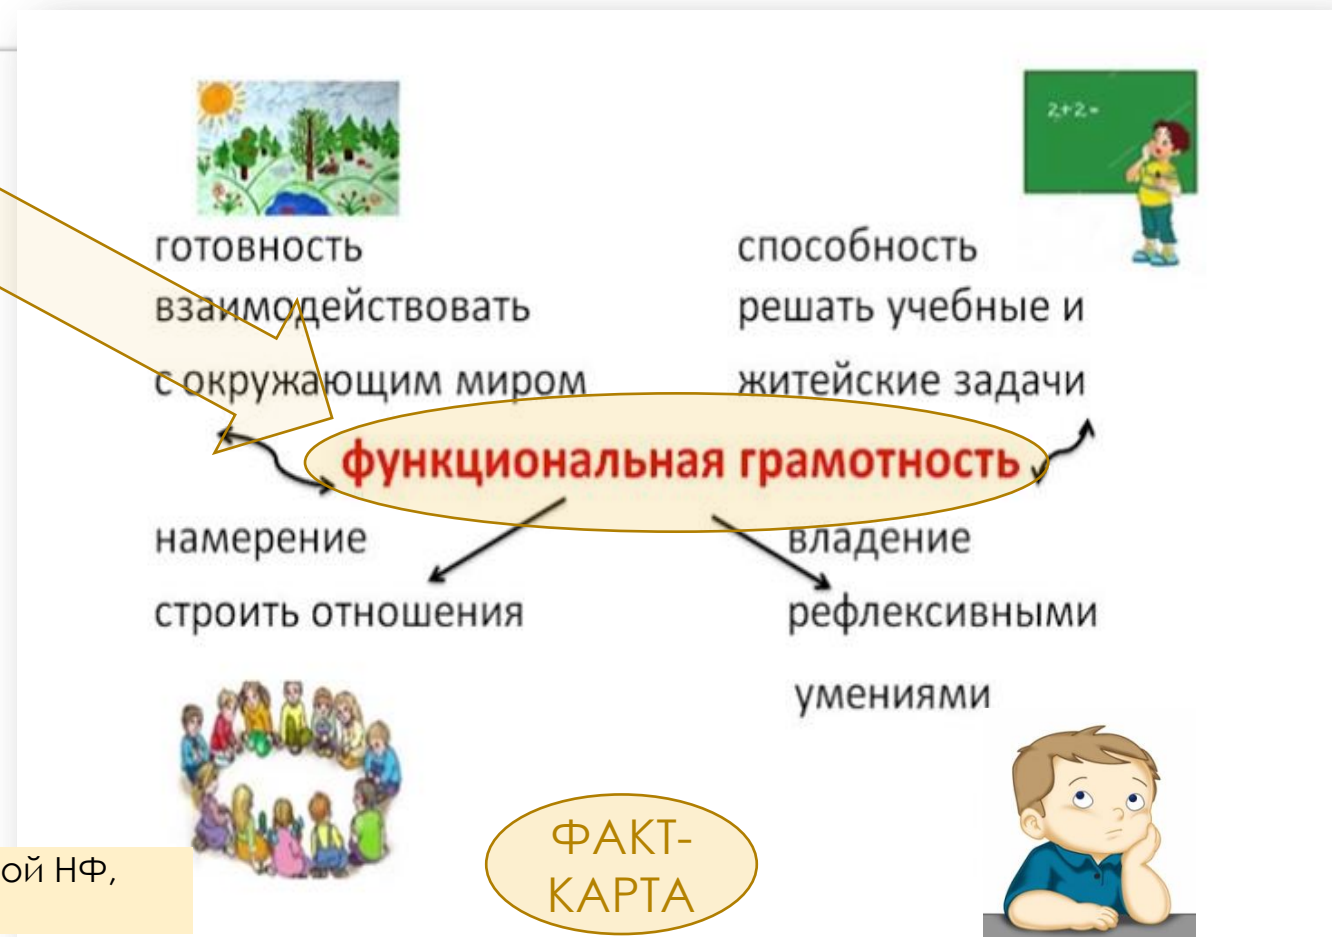 2+2=
готовность
взаимодействовать
с окружающим миром
способность
решать учебные и
житейские задачи
функциональная грамотность
намерение
строить отношения
владение
рефлексивными
умениями
ФАКТ-
КАРТА
ой НФ,